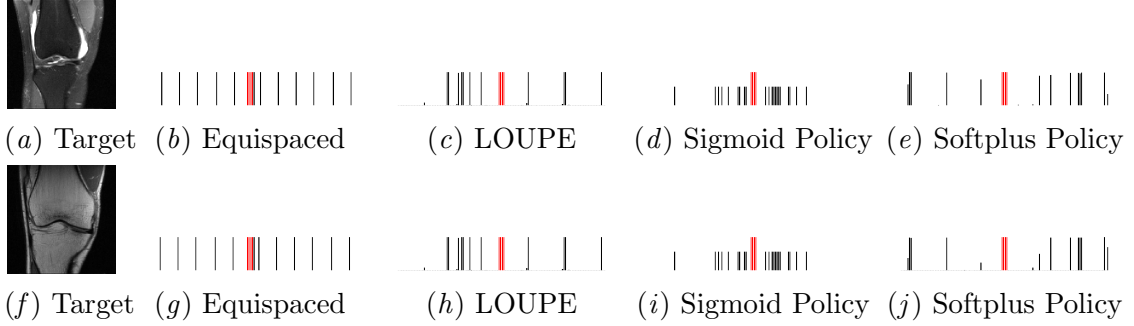 (a) Target (b) Equispaced (c) LOUPE (d) Sigmoid Policy (e) Softplus Policy
(f) Target (g) Equispaced (h) LOUPE (i) Sigmoid Policy (j) Softplus Policy